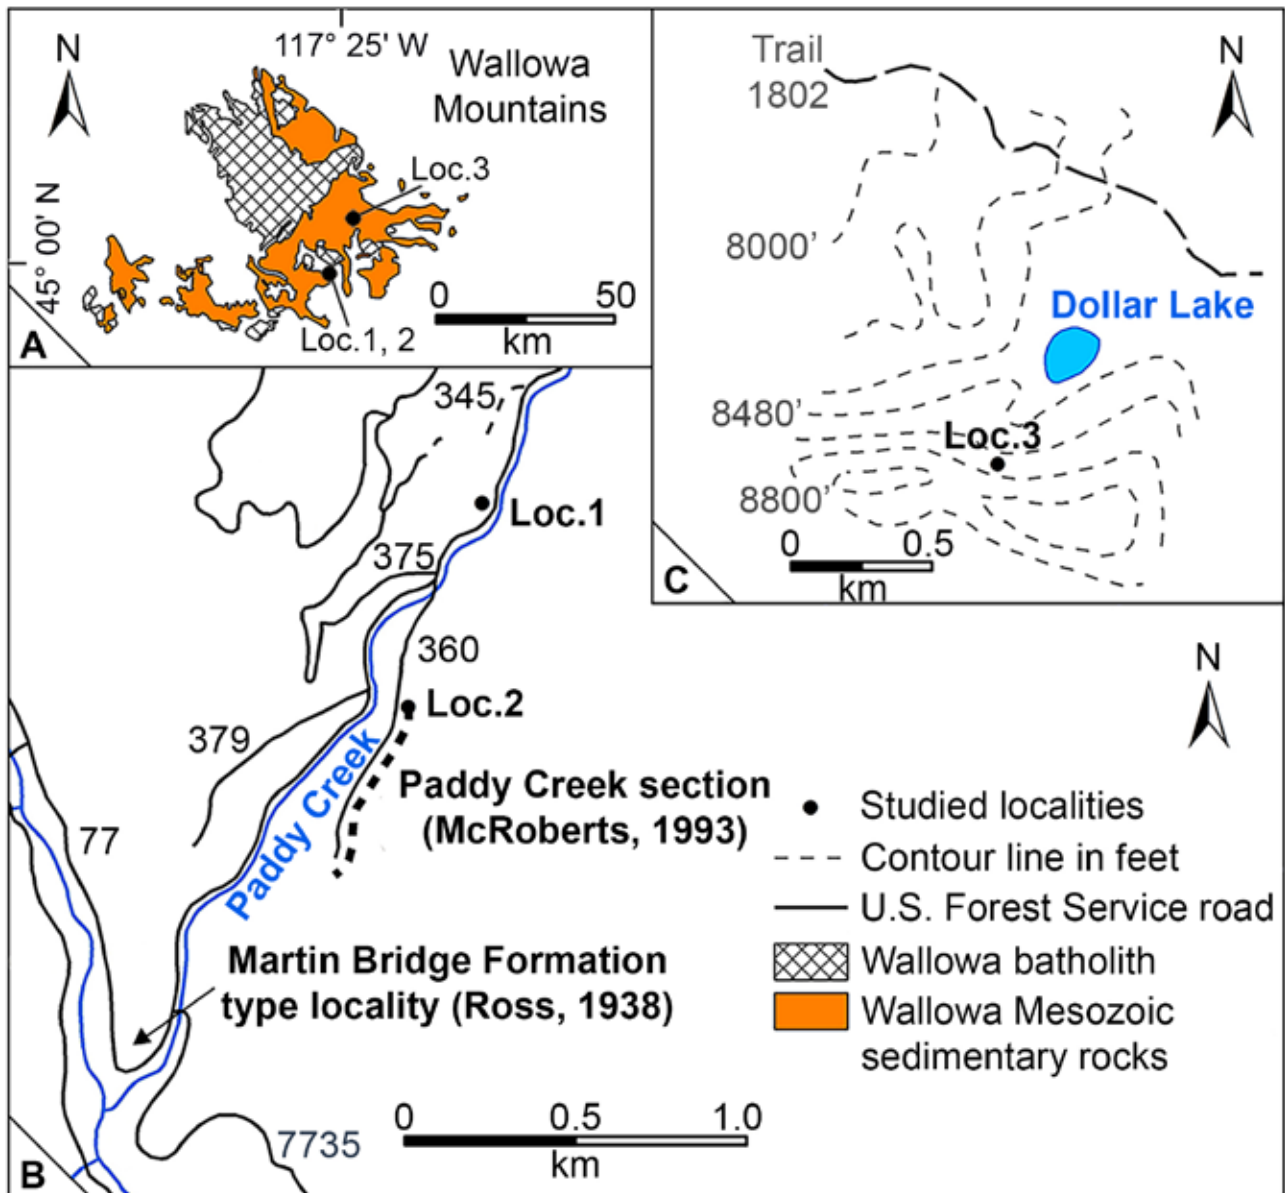 N
117° 25' W
Wallowa
Mountains
Loc.3
45° 00' N
0 50
km
Loc.1, 2
A
Trail
1802
N
8000’
Dollar Lake
8480’
Loc.3
8800’
0 0.5
km
C
345
Loc.1
375
360
Loc.2
379
Paddy Creek
Paddy Creek section
(McRoberts, 1993)
77
Martin Bridge Formation
type locality (Ross, 1938)
0 0.5 1.0
km
7735
B
N
Studied localities
Contour line in feet
U.S. Forest Service road
Wallowa batholith
Wallowa Mesozoic
sedimentary rocks